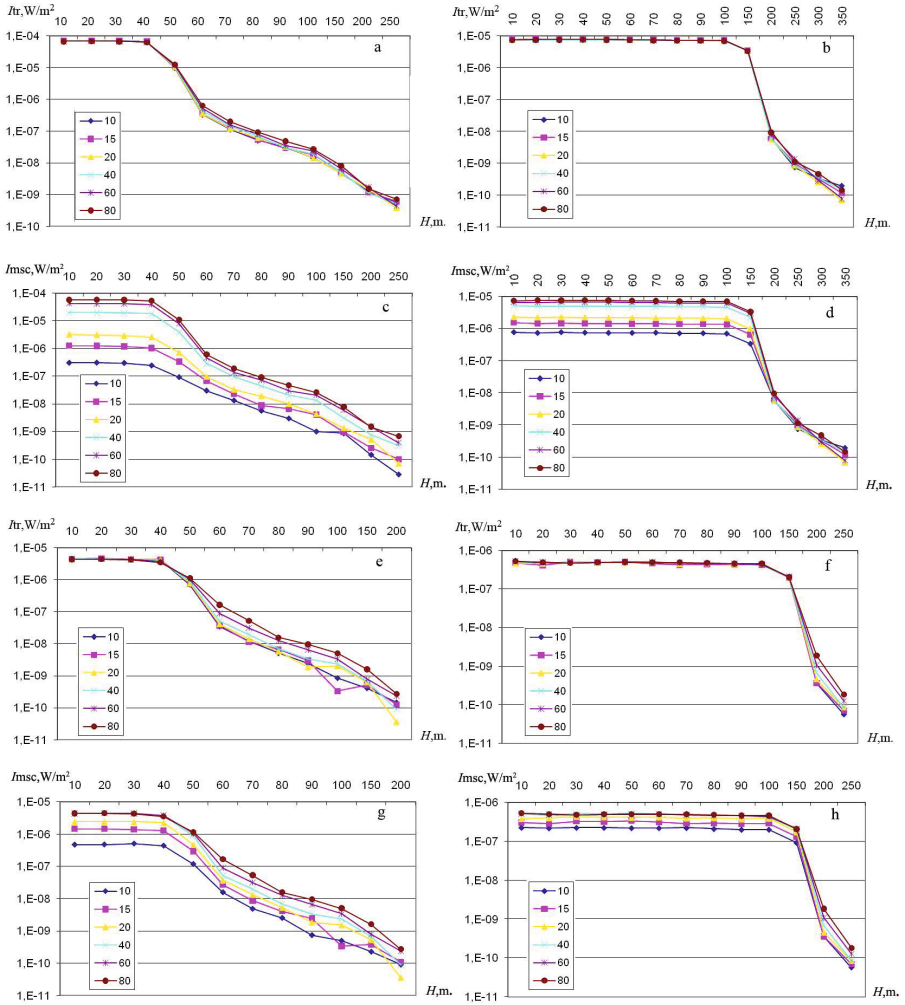 Itr, W/m²
10 20 30 40 50 60 70 80 90 100 150 200 250
a
1,E-04
1,E-05
1,E-06
1,E-07
1,E-08
1,E-09
1,E-10
10
15
20
40
60
80
H,m.
Itr, W/m²
10 20 30 40 50 60 70 80 90 100 150 200 250 300 350
b
1,E-05
1,E-06
1,E-07
1,E-08
1,E-09
1,E-10
1,E-11
10
15
20
40
60
80
H,m.
Imsc,W/m²
10 20 30 40 50 60 70 80 90 100 150 200 250
c
1,E-04
1,E-05
1,E-06
1,E-07
1,E-08
1,E-09
1,E-10
1,E-11
10
15
20
40
60
80
H,m.
Imsc,W/m²
10 20 30 40 50 60 70 80 90 100 150 200 250 300 350
d
1,E-05
1,E-06
1,E-07
1,E-08
1,E-09
1,E-10
1,E-11
10
15
20
40
60
80
H,m.
Itr, W/m²
10 20 30 40 50 60 70 80 90 100 150 200
e
1,E-05
1,E-06
1,E-07
1,E-08
1,E-09
1,E-10
1,E-11
10
15
20
40
60
80
H,m.
Itr, W/m²
10 20 30 40 50 60 70 80 90 100 150 200 250
f
1,E-06
1,E-07
1,E-08
1,E-09
1,E-10
1,E-11
10
15
20
40
60
80
H,m.
Imsc,W/m²
10 20 30 40 50 60 70 80 90 100 150 200
g
1,E-05
1,E-06
1,E-07
1,E-08
1,E-09
1,E-10
1,E-11
10
15
20
40
60
80
H,m.
Imsc,W/m²
10 20 30 40 50 60 70 80 90 100 150 200 250
h
1,E-06
1,E-07
1,E-08
1,E-09
1,E-10
1,E-11
10
15
20
40
60
80
H,m.